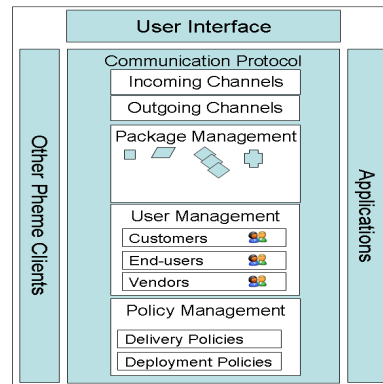 User Interface
Other Pheme Clients
Communication Protocol
Incoming Channels
Outgoing Channels
Package Management
User Management
Customers
End-users
Vendors
Policy Management
Delivery Policies
Deployment Policies
Applications